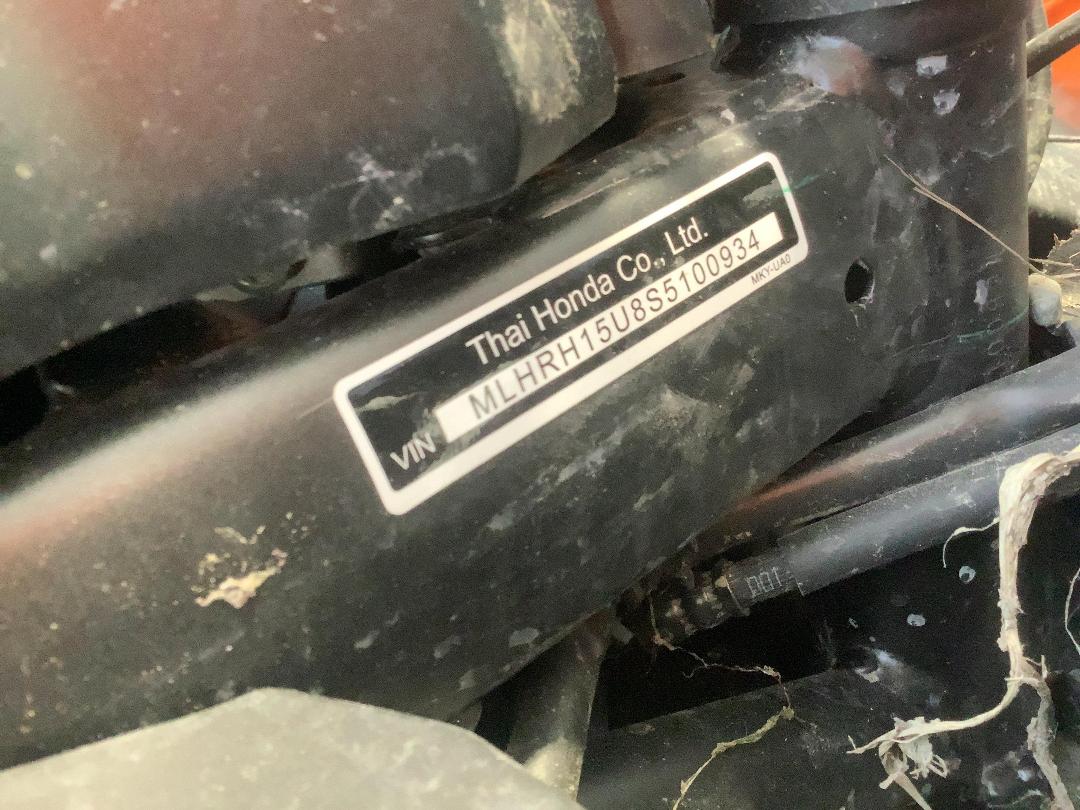 Thai Honda Co., Ltd.
VIN MLHRH15U8S5100934
MKY-UA0